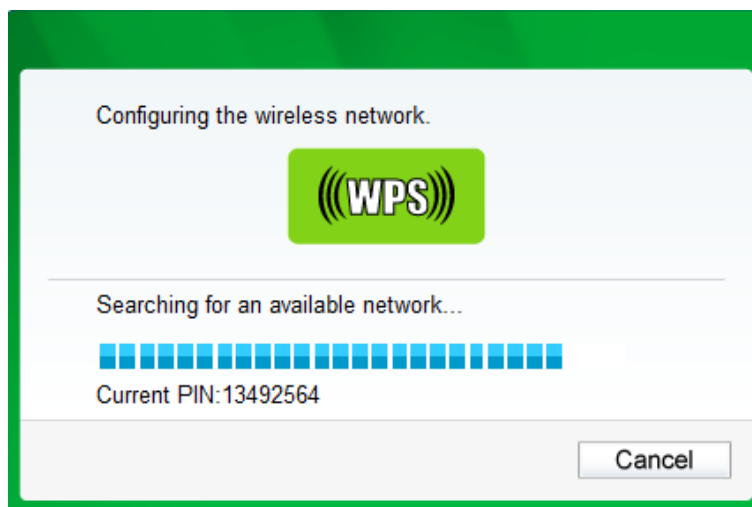 Configuring the wireless network.
WPS
Searching for an available network...
Current PIN:13492564
Cancel